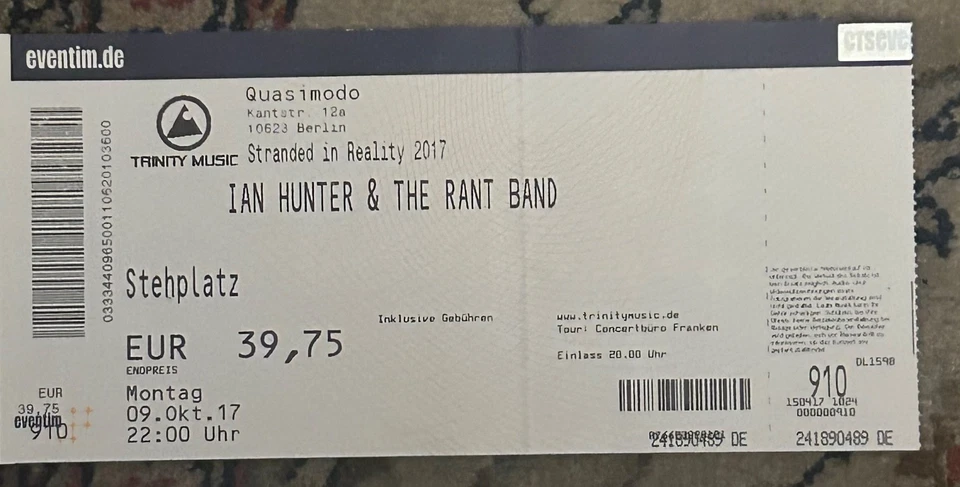 eventim.de
CTSeve
Quasimodo
Kantstr. 12a
10623 Berlin
TRINITY MUSIC
Stranded in Reality 2017
IAN HUNTER & THE RANT BAND
Stehplatz
Inklusive Gebühren
www.trinitymusic.de
Tour: Concertbüro Franken
EUR 39,75
ENDPREIS
Einlass 20.00 Uhr
Montag
09.Okt.17
22:00 Uhr
241890489 DE
EUR
39,75
eventim
910
DL159B
910
150417 1024
000000910
241890489 DE